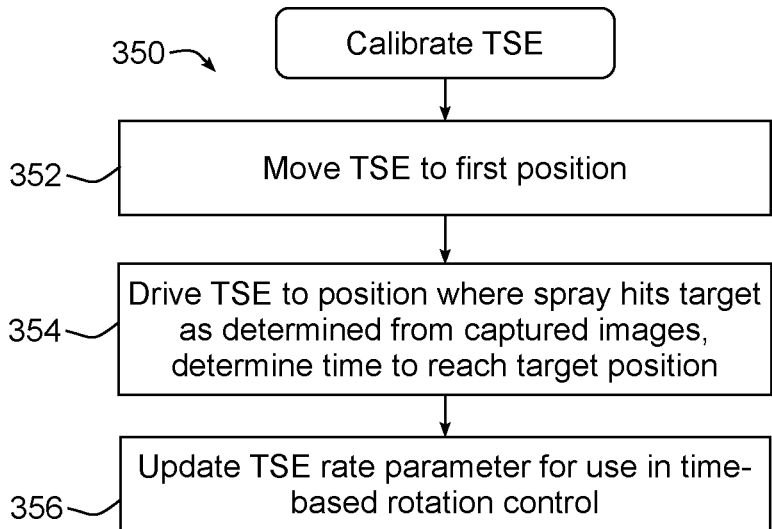 350
Calibrate TSE
352
Move TSE to first position
354
Drive TSE to position where spray hits target
as determined from captured images,
determine time to reach target position
356
Update TSE rate parameter for use in time-
based rotation control